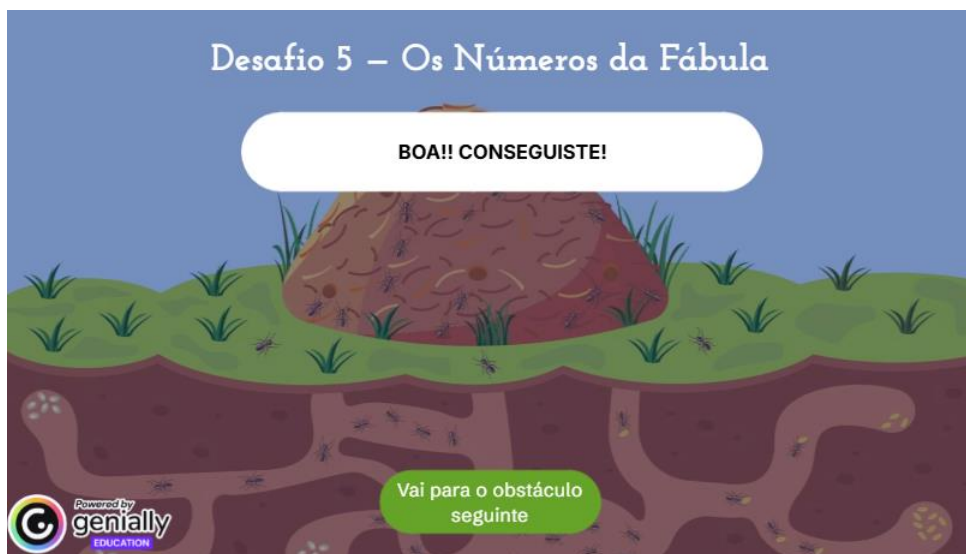 Desafio 5 – Os Números da Fábula
BOA!! CONSEGUISTE!
Vai para o obstáculo
seguinte
Powered by
genially
EDUCATION